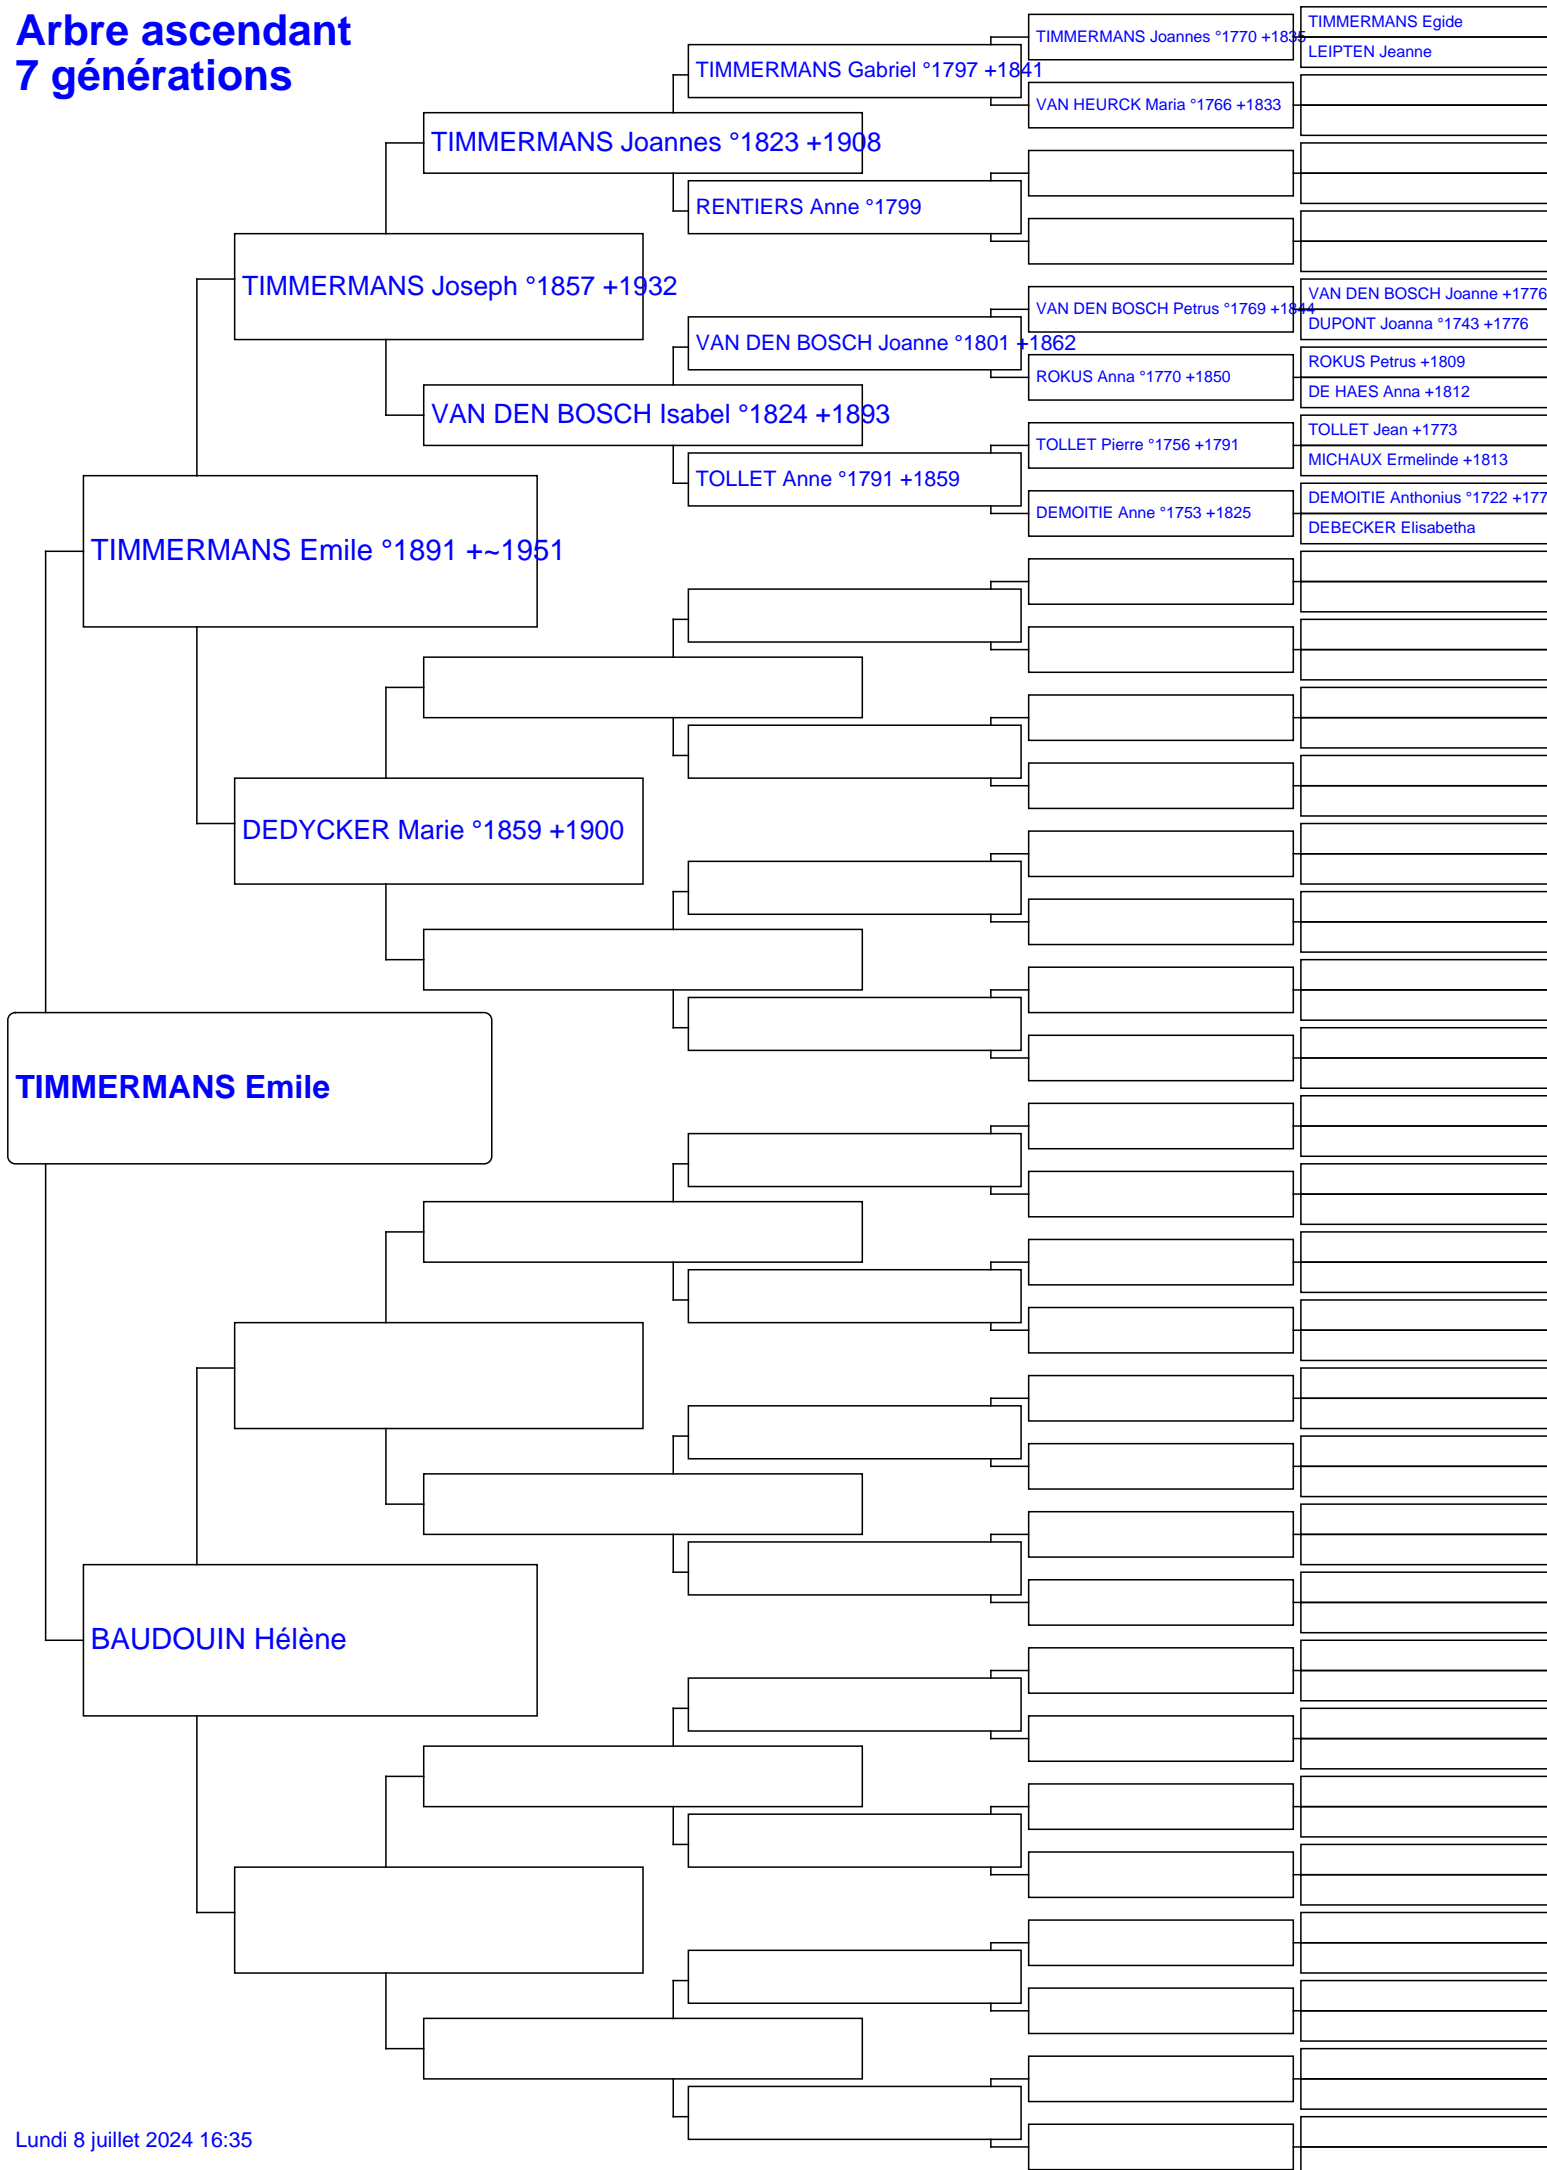 Arbre ascendant
7 générations
TIMMERMANS Emile
TIMMERMANS Emile °1891 +~1951
BAUDOUIN Hélène
TIMMERMANS Joseph °1857 +1932
DEDYCKER Marie °1859 +1900
TIMMERMANS Joannes °1823 +1908
VAN DEN BOSCH Isabel °1824 +1893
TIMMERMANS Gabriel °1797 +1841
RENTIERS Anne °1799
VAN DEN BOSCH Joanne °1801 +1862
TOLLET Anne °1791 +1859
TIMMERMANS Joannes °1770 +1835
VAN HEURCK Maria °1766 +1833
VAN DEN BOSCH Petrus °1769 +1844
ROKUS Anna °1770 +1850
TOLLET Pierre °1756 +1791
DEMOITIE Anne °1753 +1825
TIMMERMANS Egide
LEIPTEN Jeanne
VAN DEN BOSCH Joanne +1776
DUPONT Joanna °1743 +1776
ROKUS Petrus +1809
DE HAES Anna +1812
TOLLET Jean +1773
MICHAUX Ermelinde +1813
DEMOITIE Anthonius °1722 +177
DEBECKER Elisabetha
Lundi 8 juillet 2024 16:35